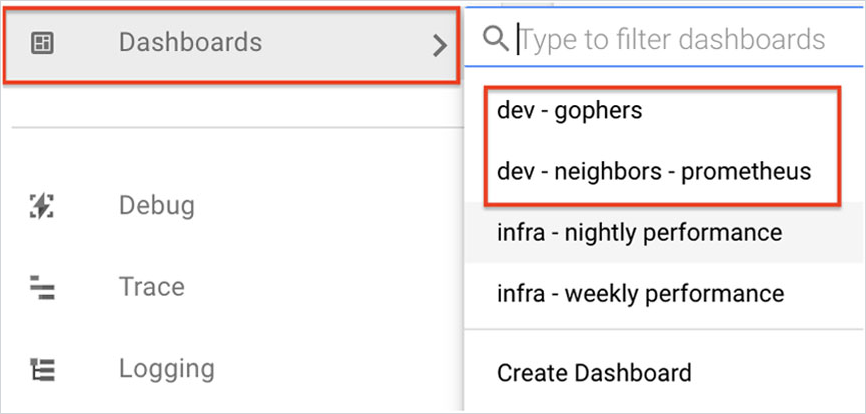 Dashboards
Debug
Trace
Logging
Type to filter dashboards
dev - gophers
dev - neighbors - prometheus
infra - nightly performance
infra - weekly performance
Create Dashboard